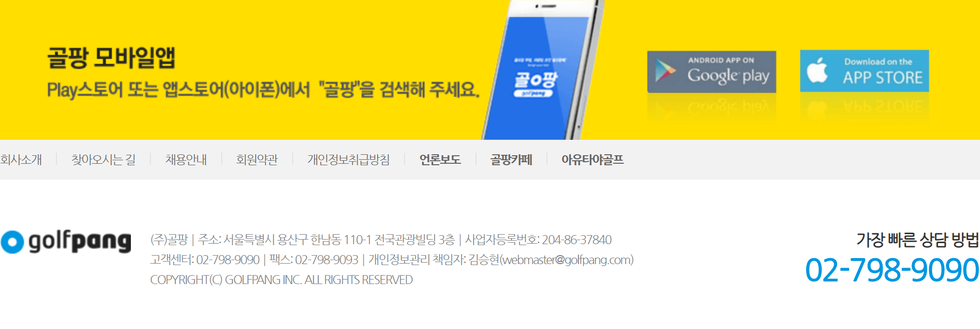 골팡 모바일앱
Play스토어 또는 앱스토어(아이폰)에서 "골팡"을 검색해 주세요.
골팡
golfpang
ANDROID APP ON
Google play
Download on the
APP STORE
회사소개 | 찾아오시는 길 | 채용안내 | 회원약관 | 개인정보취급방침 | 언론보도 | 골팡카페 | 아유타야골프
golfpang
(주)골팡 | 주소: 서울특별시 용산구 한남동 110-1 전국관광빌딩 3층 | 사업자등록번호: 204-86-37840
고객센터: 02-798-9090 | 팩스: 02-798-9093 | 개인정보관리 책임자: 김승현(webmaster@golfpang.com)
COPYRIGHT(C) GOLFPANG INC. ALL RIGHTS RESERVED
가장 빠른 상담 방법
02-798-9090